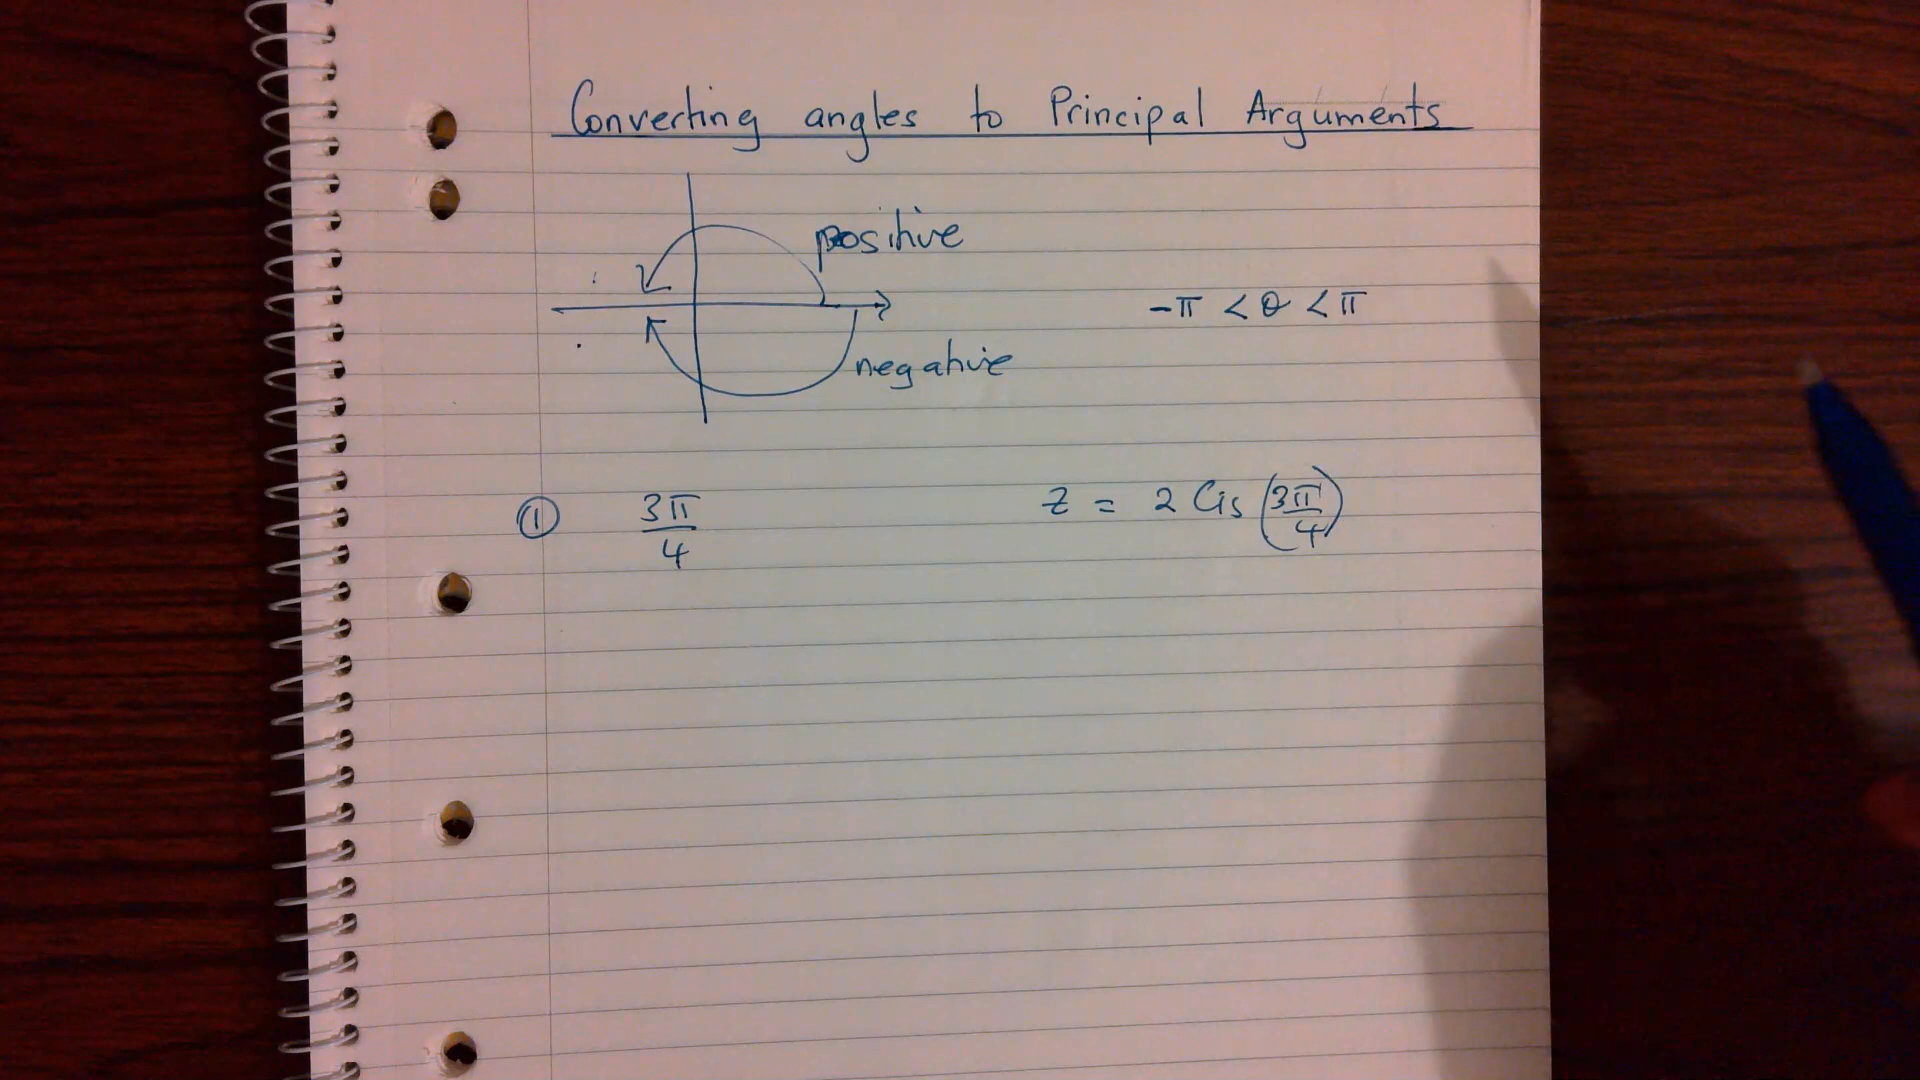 Converting angles to Principal Arguments
positive
-π < θ < π
negative
① 3π/4 z = 2 Cis (3π/4)